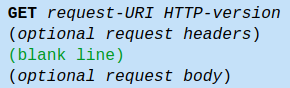 GET request-URI HTTP-version
(optional request headers)
(blank line)
(optional request body)